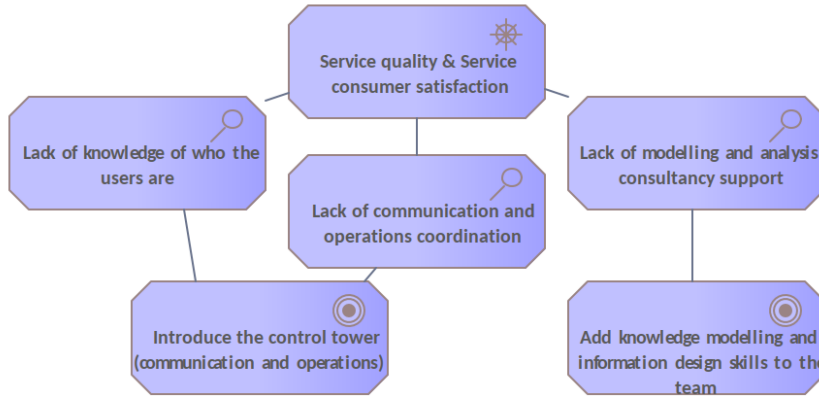 Service quality & Service
consumer satisfaction
Lack of knowledge of who the
users are
Lack of communication and
operations coordination
Lack of modelling and analysis
consultancy support
Introduce the control tower
(communication and operations)
Add knowledge modelling and
information design skills to the
team